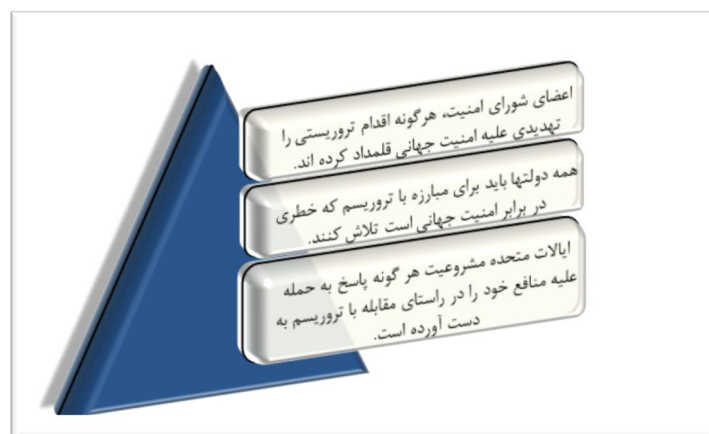 اعضای شورای امنیت، هرگونه اقدام تروریستی را
تهدیدی علیه امنیت جهانی قلمداد کرده اند.
همه دولتها باید برای مبارزه با تروریسم که خطری
در برابر امنیت جهانی است تلاش کنند.
ایالات متحده مشروعیت هر گونه پاسخ به حمله
علیه منافع خود را در راستای مقابله با تروریسم به
دست آورده است.